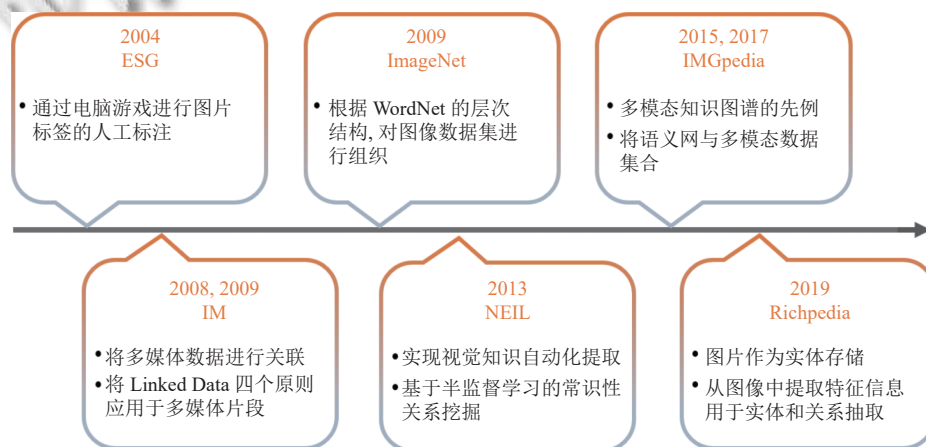 2004
ESG
• 通过电脑游戏进行图片
标签的人工标注
2009
ImageNet
• 根据 WordNet 的层次
结构, 对图像数据集进
行组织
2015, 2017
IMGpedia
• 多模态知识图谱的先例
• 将语义网与多模态数据
集合
2008, 2009
IM
• 将多媒体数据进行关联
• 将 Linked Data 四个原则
应用于多媒体片段
2013
NEIL
• 实现视觉知识自动化提取
• 基于半监督学习的常识性
关系挖掘
2019
Richpedia
• 图片作为实体存储
• 从图像中提取特征信息
用于实体和关系抽取